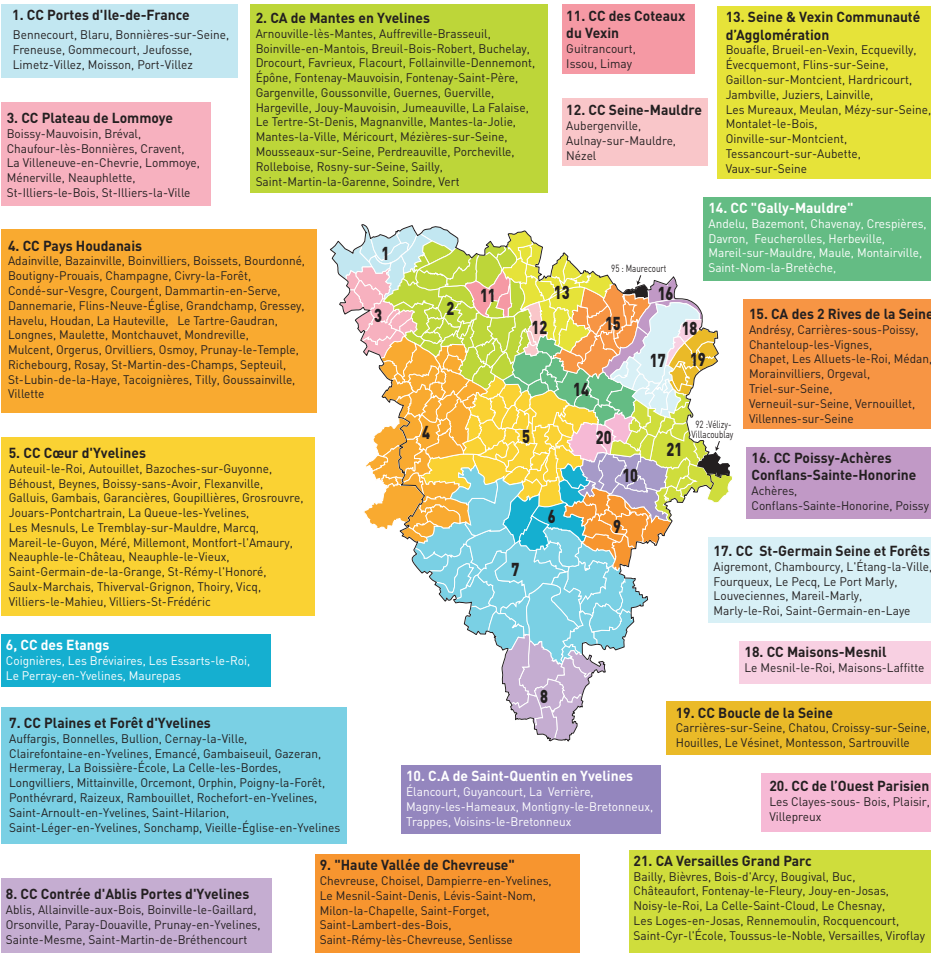 1. CC Portes d'Ile-de-France
Bennecourt, Blaru, Bonnières-sur-Seine,
Freneuse, Gommecourt, Jeufosse,
Limetz-Villez, Moisson, Port-Villez
2. CA de Mantes en Yvelines
Arnouville-lès-Mantes, Auffreville-Brasseuil,
Boinville-en-Mantois, Breuil-Bois-Robert, Buchelay,
Drocourt, Favrieux, Flacourt, Follainville-Dennemont,
Épône, Fontenay-Mauvoisin, Fontenay-Saint-Père,
Gargenville, Goussonville, Guernes, Guerville,
Hargeville, Jouy-Mauvoisin, Jumeauville, La Falaise,
Le Tertre-St-Denis, Magnanville, Mantes-la-Jolie,
Mantes-la-Ville, Méricourt, Mézières-sur-Seine,
Mousseaux-sur-Seine, Perdreauville, Porcheville,
Rolleboise, Rosny-sur-Seine, Sailly,
Saint-Martin-la-Garenne, Soindre, Vert
11. CC des Coteaux
du Vexin
Guitrancourt,
Issou, Limay
12. CC Seine-Mauldre
Aubergenville,
Aulnay-sur-Mauldre,
Nézel
13. Seine & Vexin Communauté
d'Agglomération
Bouafle, Brueil-en-Vexin, Ecquevilly,
Évecquemont, Flins-sur-Seine,
Gaillon-sur-Montcient, Hardricourt,
Jambville, Juziers, Lainville,
Les Mureaux, Meulan, Mézy-sur-Seine,
Montalet-le-Bois,
Oinville-sur-Montcient,
Tessancourt-sur-Aubette,
Vaux-sur-Seine
3. CC Plateau de Lommoye
Boissy-Mauvoisin, Bréval,
Chaufour-lès-Bonnières, Cravent,
La Villeneuve-en-Chevrie, Lommoye,
Ménerville, Neauphlette,
St-Illiers-le-Bois, St-Illiers-la-Ville
14. CC "Gally-Mauldre"
Andelu, Bazemont, Chavenay, Crespières,
Davron, Feucherolles, Herbeville,
Mareil-sur-Mauldre, Maule, Montainville,
Saint-Nom-la-Bretèche,
4. CC Pays Houdanais
Adainville, Bazainville, Boinvilliers, Boissets, Bourdonné,
Boutigny-Prouais, Champagne, Civry-la-Forêt,
Condé-sur-Vesgre, Courgent, Dammartin-en-Serve,
Dannemarie, Flins-Neuve-Église, Grandchamp, Gressey,
Havelu, Houdan, La Hauteville, Le Tartre-Gaudran,
Longnes, Maulette, Montchauvet, Mondreville,
Mulcent, Orgerus, Orvilliers, Osmoy, Prunay-le-Temple,
Richebourg, Rosay, St-Martin-des-Champs, Septeuil,
St-Lubin-de-la-Haye, Tacoignières, Tilly, Goussainville,
Villette
15. CA des 2 Rives de la Seine
Andrésy, Carrières-sous-Poissy,
Chanteloup-les-Vignes,
Chapet, Les Alluets-le-Roi, Médan,
Morainvilliers, Orgeval,
Triel-sur-Seine,
Verneuil-sur-Seine, Vernouillet,
Villennes-sur-Seine
95 : Maurecourt
1
2
3
11
12
13
15
16
17
18
19
14
4
5
20
21
10
9
6
7
8
92 :Vélizy-
Villacoublay
5. CC Cœur d'Yvelines
Auteuil-le-Roi, Autouillet, Bazoches-sur-Guyonne,
Béhoust, Beynes, Boissy-sans-Avoir, Flexanville,
Galluis, Gambais, Garancières, Goupillières, Grosrouvre,
Jouars-Pontchartrain, La Queue-les-Yvelines,
Les Mesnuls, Le Tremblay-sur-Mauldre, Marcq,
Mareil-le-Guyon, Méré, Millemont, Montfort-l'Amaury,
Neauphle-le-Château, Neauphle-le-Vieux,
Saint-Germain-de-la-Grange, St-Rémy-l'Honoré,
Saulx-Marchais, Thiverval-Grignon, Thoiry, Vicq,
Villiers-le-Mahieu, Villiers-St-Frédéric
16. CC Poissy-Achères
Conflans-Sainte-Honorine
Achères,
Conflans-Sainte-Honorine, Poissy
17. CC St-Germain Seine et Forêts
Aigremont, Chambourcy, L'Étang-la-Ville,
Fourqueux, Le Pecq, Le Port Marly,
Louveciennes, Mareil-Marly,
Marly-le-Roi, Saint-Germain-en-Laye
6, CC des Etangs
Coignières, Les Bréviaires, Les Essarts-le-Roi,
Le Perray-en-Yvelines, Maurepas
18. CC Maisons-Mesnil
Le Mesnil-le-Roi, Maisons-Laffitte
7. CC Plaines et Forêt d'Yvelines
Auffargis, Bonnelles, Bullion, Cernay-la-Ville,
Clairefontaine-en-Yvelines, Emancé, Gambaiseuil, Gazeran,
Hermeray, La Boissière-École, La Celle-les-Bordes,
Longvilliers, Mittainville, Orcemont, Orphin, Poigny-la-Forêt,
Ponthévrard, Raizeux, Rambouillet, Rochefort-en-Yvelines,
Saint-Arnoult-en-Yvelines, Saint-Hilarion,
Saint-Léger-en-Yvelines, Sonchamp, Vieille-Église-en-Yvelines
19. CC Boucle de la Seine
Carrières-sur-Seine, Chatou, Croissy-sur-Seine,
Houilles, Le Vésinet, Montesson, Sartrouville
10. C.A de Saint-Quentin en Yvelines
Élancourt, Guyancourt, La Verrière,
Magny-les-Hameaux, Montigny-le-Bretonneux,
Trappes, Voisins-le-Bretonneux
20. CC de l'Ouest Parisien
Les Clayes-sous- Bois, Plaisir,
Villepreux
8. CC Contrée d'Ablis Portes d'Yvelines
Ablis, Allainville-aux-Bois, Boinville-le-Gaillard,
Orsonville, Paray-Douaville, Prunay-en-Yvelines,
Sainte-Mesme, Saint-Martin-de-Bréthencourt
9. "Haute Vallée de Chevreuse"
Chevreuse, Choisel, Dampierre-en-Yvelines,
Le Mesnil-Saint-Denis, Lévis-Saint-Nom,
Milon-la-Chapelle, Saint-Forget,
Saint-Lambert-des-Bois,
Saint-Rémy-lès-Chevreuse, Senlisse
21. CA Versailles Grand Parc
Bailly, Bièvres, Bois-d'Arcy, Bougival, Buc,
Châteaufort, Fontenay-le-Fleury, Jouy-en-Josas,
Noisy-le-Roi, La Celle-Saint-Cloud, Le Chesnay,
Les Loges-en-Josas, Rennemoulin, Rocquencourt,
Saint-Cyr-l'École, Toussus-le-Noble, Versailles, Viroflay